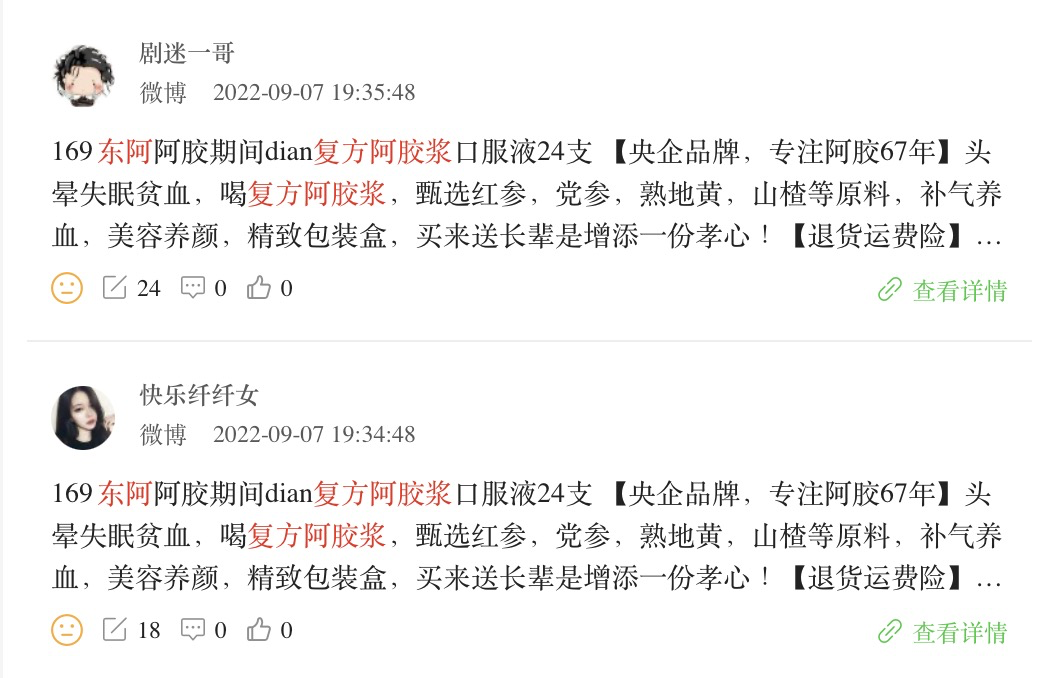 剧迷一哥
微博 2022-09-07 19:35:48
169东阿阿胶期间dian复方阿胶浆口服液24支 【央企品牌，专注阿胶67年】头
晕失眠贫血，喝复方阿胶浆，甄选红参，党参，熟地黄，山楂等原料，补气养
血，美容养颜，精致包装盒，买来送长辈是增添一份孝心！【退货运费险】…
24 0 0 查看详情
快乐纤纤女
微博 2022-09-07 19:34:48
169东阿阿胶期间dian复方阿胶浆口服液24支 【央企品牌，专注阿胶67年】头
晕失眠贫血，喝复方阿胶浆，甄选红参，党参，熟地黄，山楂等原料，补气养
血，美容养颜，精致包装盒，买来送长辈是增添一份孝心！【退货运费险】…
18 0 0 查看详情